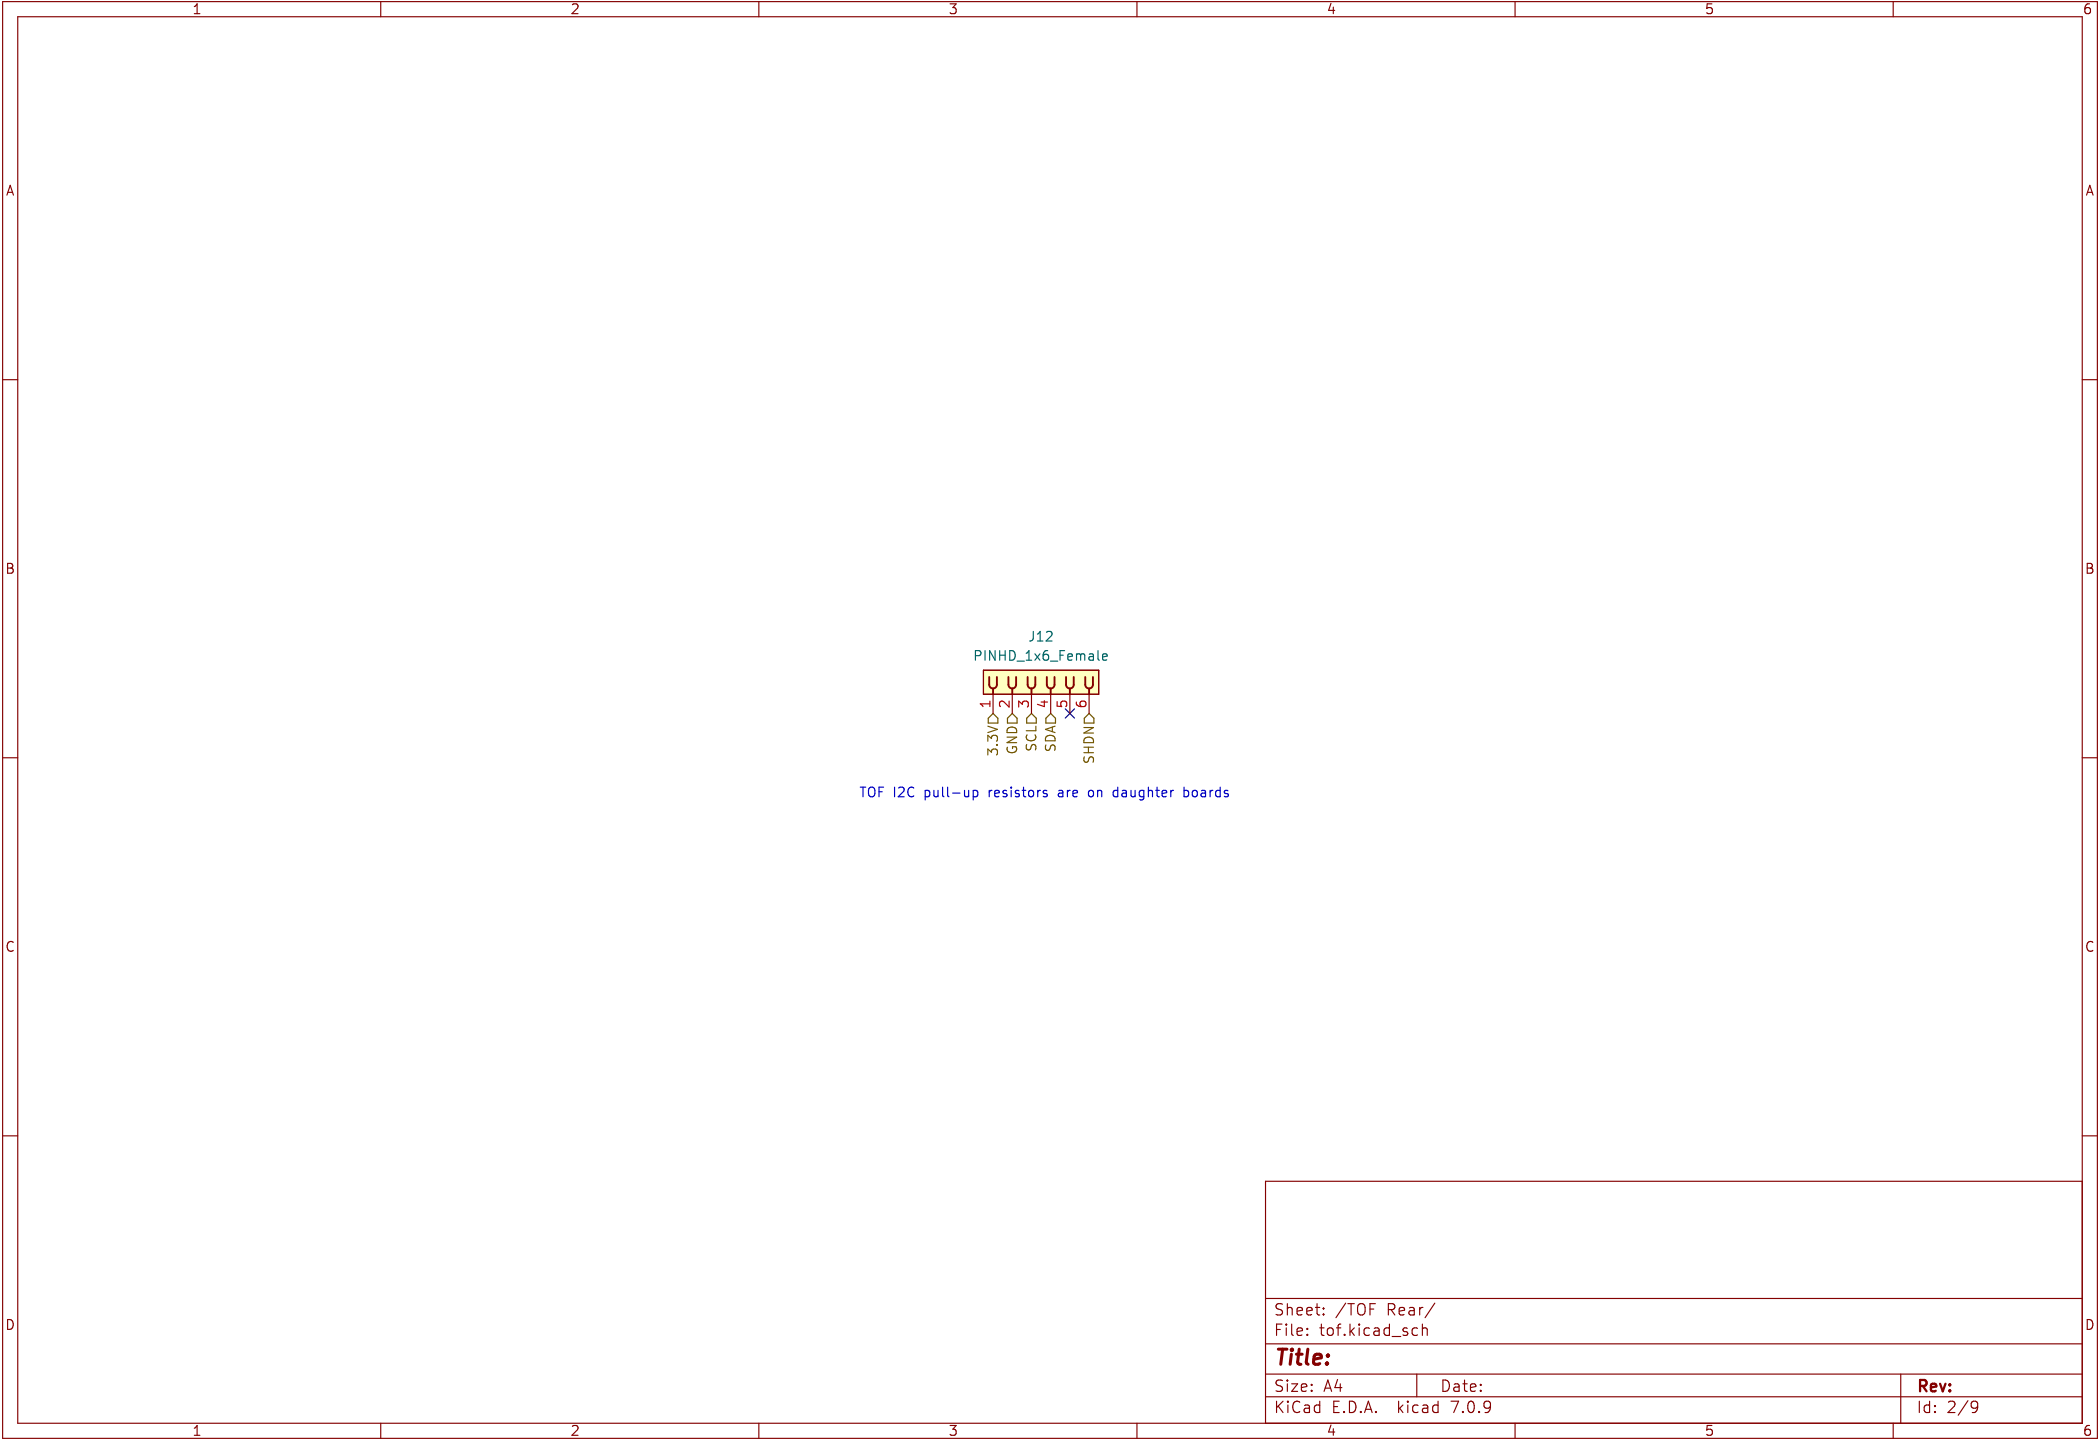 1 2 3 4 5 6
A A
B B
J12
PINHD_1x6_Female
1 2 3 4 5 6
3.3V GND SCL SDA SHDN
TOF I2C pull-up resistors are on daughter boards
C C
Sheet: /TOF Rear/
File: tof.kicad_sch
D D
Title:
Size: A4 Date: Rev:
KiCad E.D.A. kicad 7.0.9 Id: 2/9
1 2 3 4 5 6